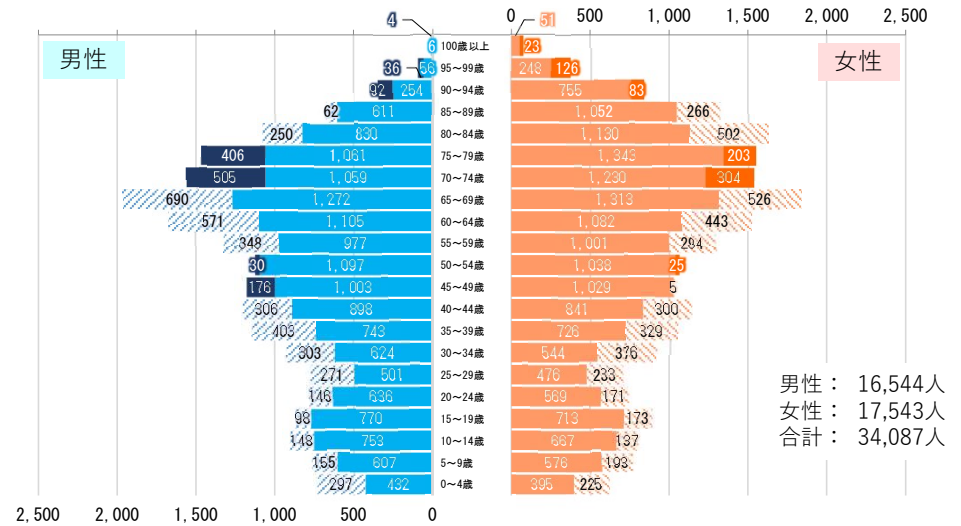 4 0 51 500 1,000 1,500 2,000 2,500
男性
女性
6 100歳以上 23
36 56 95～99歳 248 126
92 254 90～94歳 755 83
62 611 85～89歳 1,052 266
250 830 80～84歳 1,130 502
406 1,061 75～79歳 1,343 203
505 1,059 70～74歳 1,230 304
690 1,272 65～69歳 1,313 526
571 1,105 60～64歳 1,082 443
348 977 55～59歳 1,001 294
30 1,097 50～54歳 1,038 25
176 1,003 45～49歳 1,029 5
306 898 40～44歳 841 300
403 743 35～39歳 726 329
303 624 30～34歳 544 376
271 501 25～29歳 476 233
146 636 20～24歳 569 171
98 770 15～19歳 713 173
148 753 10～14歳 667 137
155 607 5～9歳 576 193
297 432 0～4歳 395 225
男性： 16,544人
女性： 17,543人
合計： 34,087人
2,500 2,000 1,500 1,000 500 0